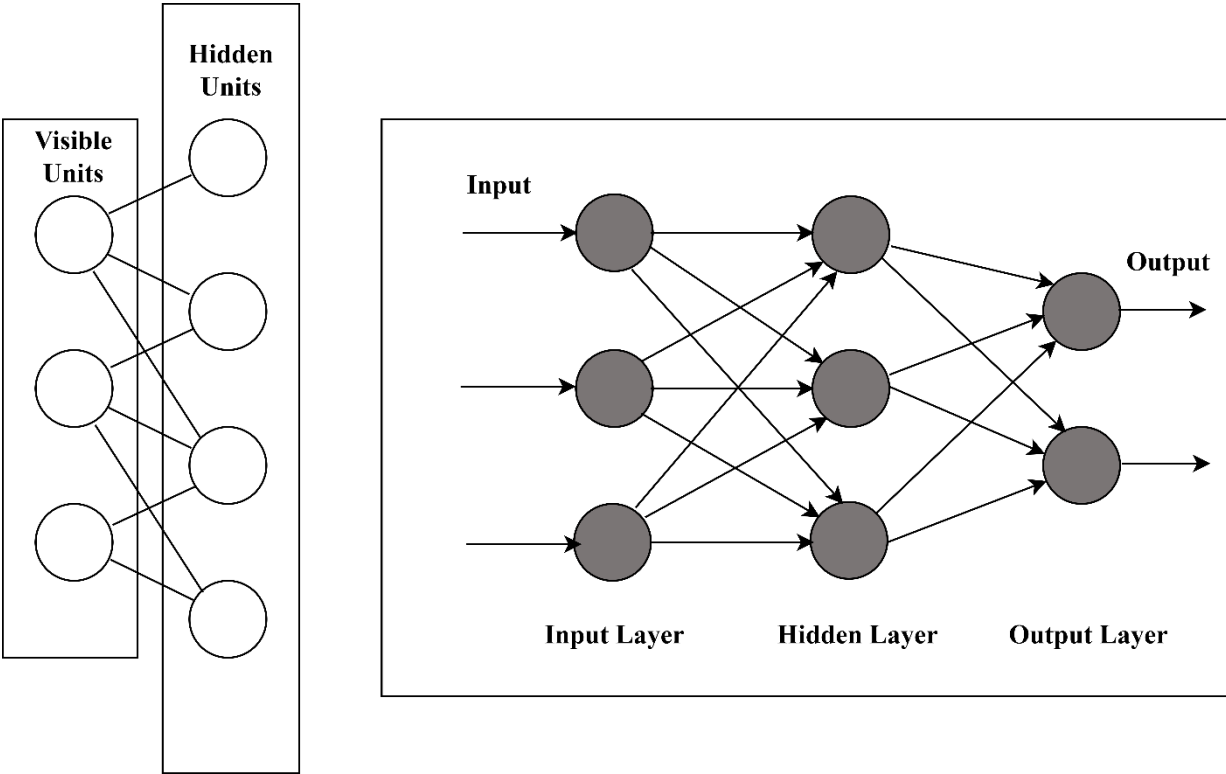 Hidden
Units
Visible
Units
Input
Output
Input Layer
Hidden Layer
Output Layer